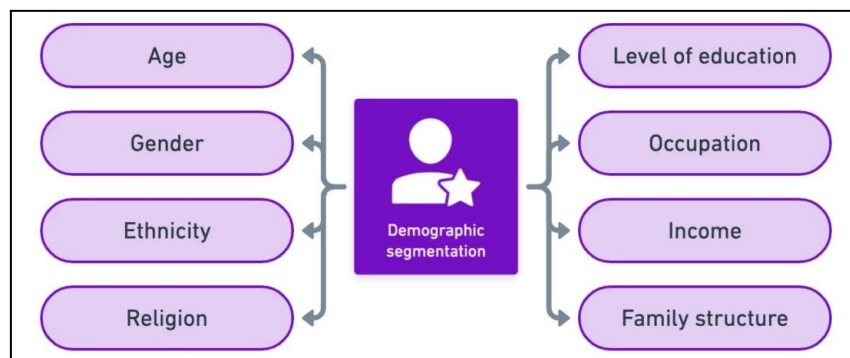 Age
Gender
Ethnicity
Religion
Demographic
segmentation
Level of education
Occupation
Income
Family structure